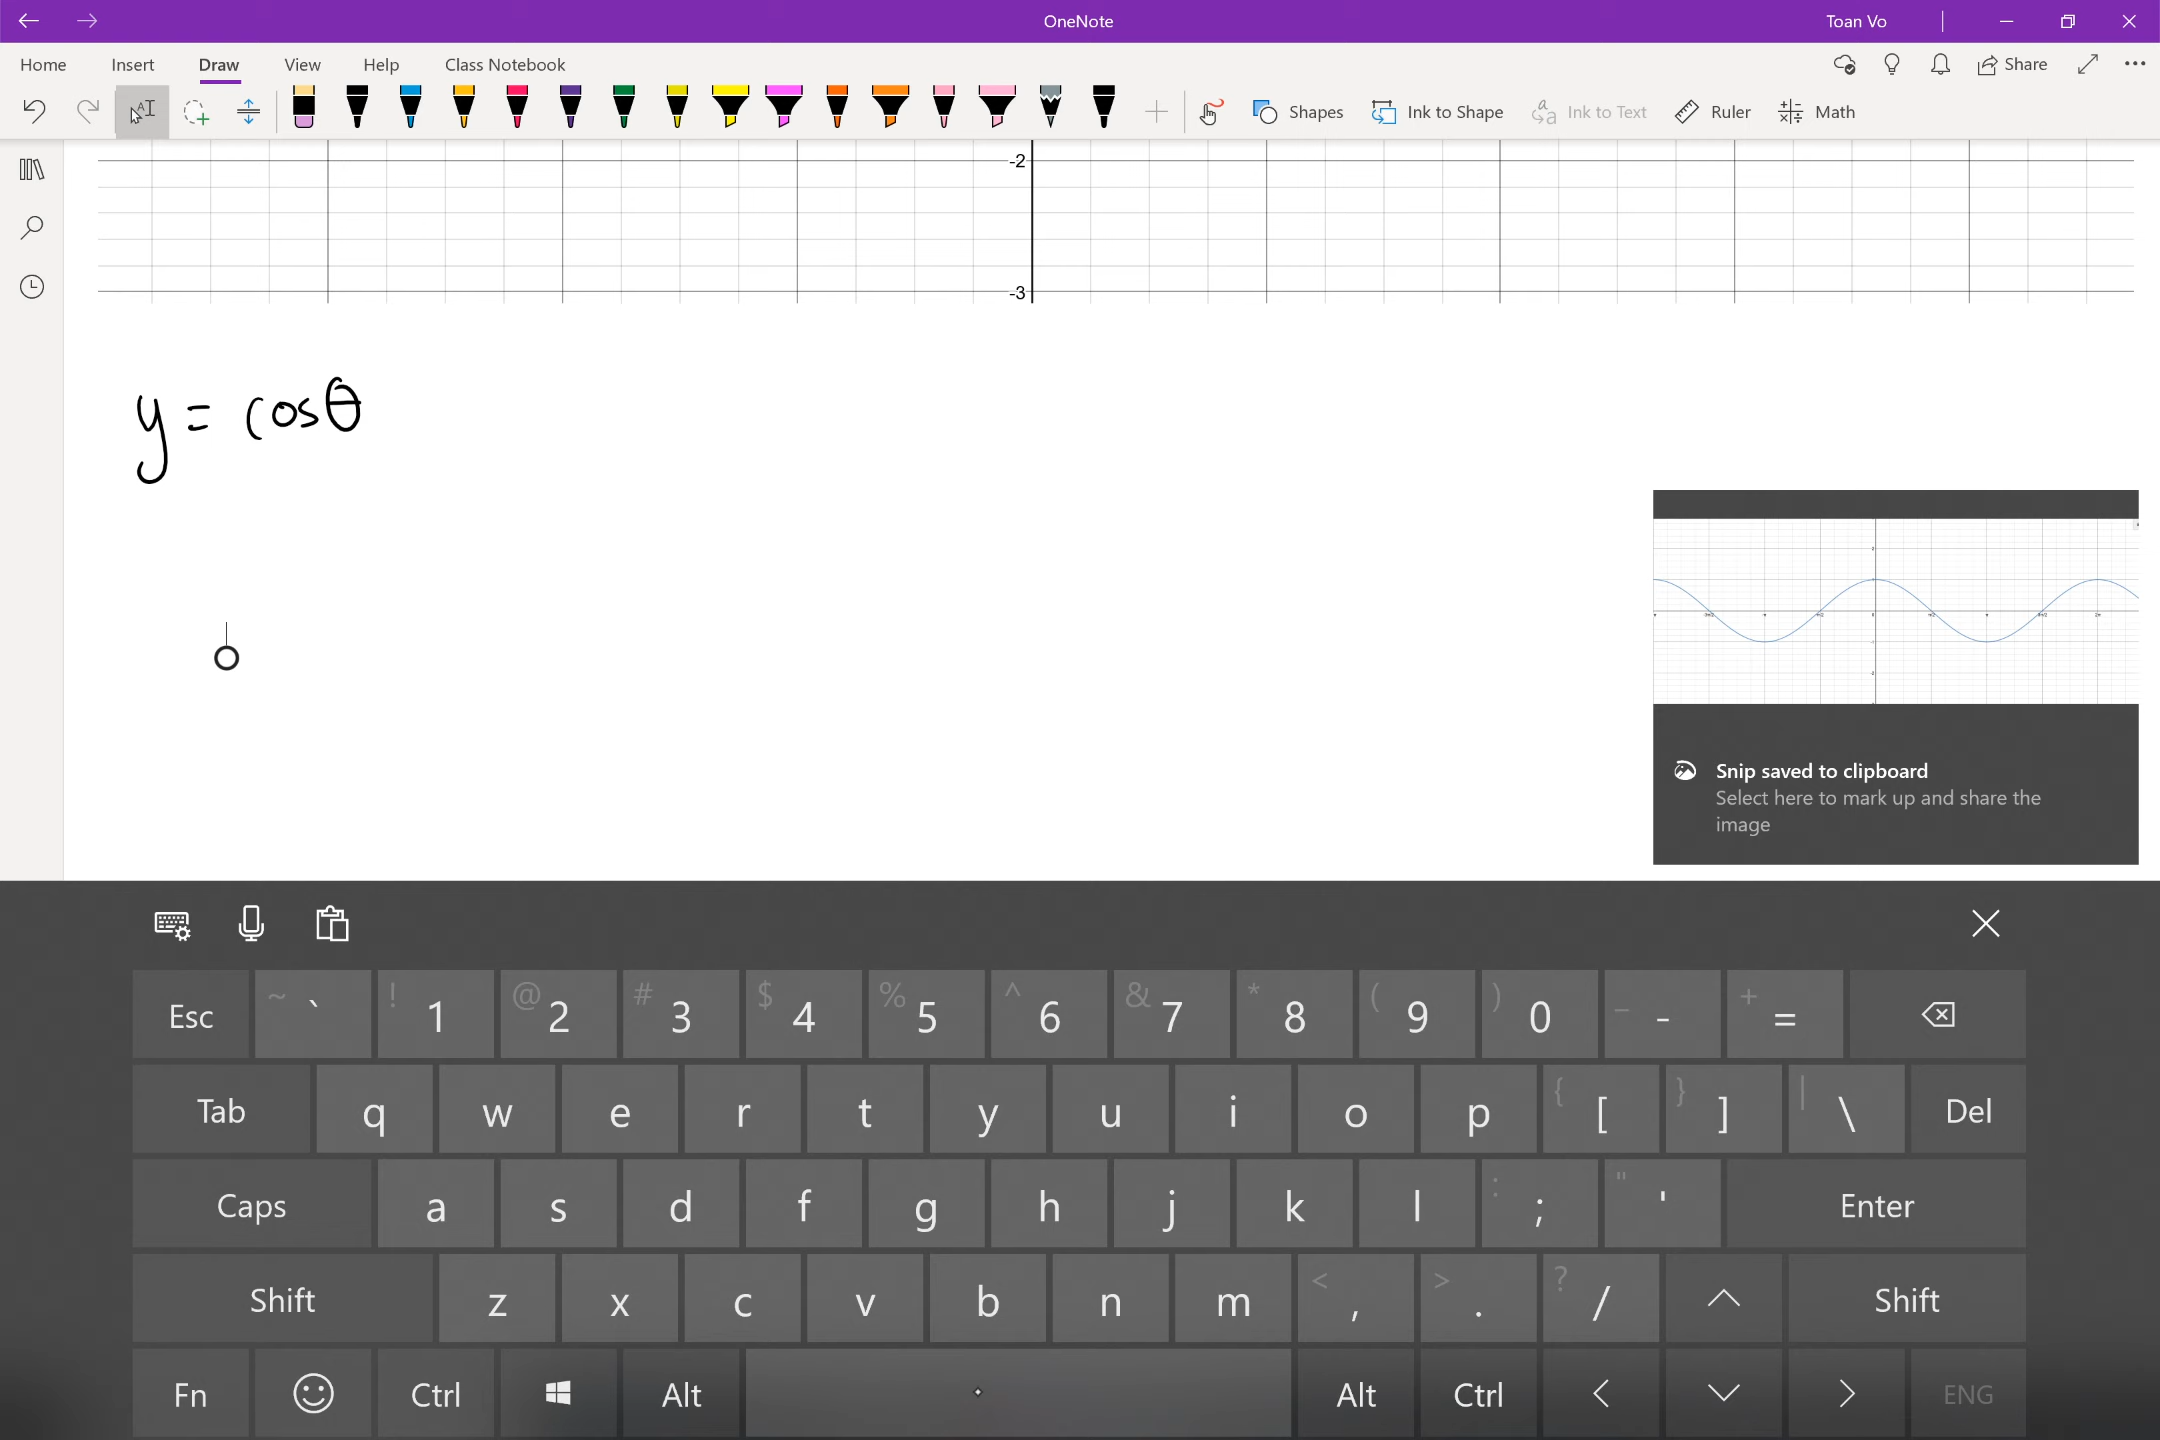 OneNote
Toan Vo
Home Insert Draw View Help Class Notebook
Share
Shapes Ink to Shape Ink to Text Ruler Math
-2
-3
y = cosθ
Snip saved to clipboard
Select here to mark up and share the
image
Esc ~ ` ! 1 @ 2 # 3 $ 4 % 5 ^ 6 & 7 * 8 ( 9 ) 0 _ - + =
Tab q w e r t y u i o p { [ } ] | \ Del
Caps a s d f g h j k l : ; " ' Enter
Shift z x c v b n m < , > . ? / Shift
Fn Ctrl Alt Alt Ctrl ENG